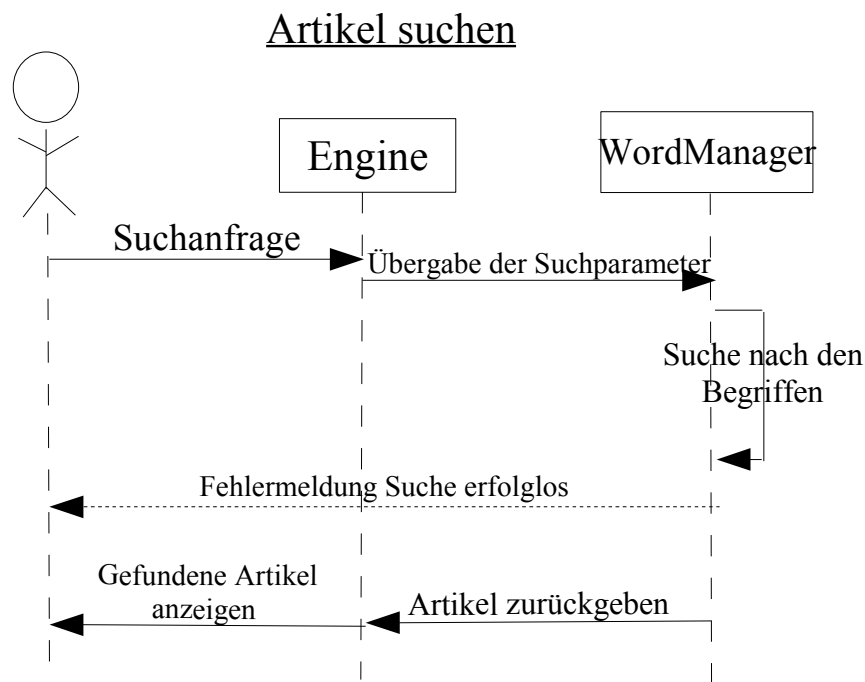 Artikel suchen
Engine
WordManager
Suchanfrage
Übergabe der Suchparameter
Suche nach den
Begriffen
Fehlermeldung Suche erfolglos
Gefundene Artikel
anzeigen
Artikel zurückgeben